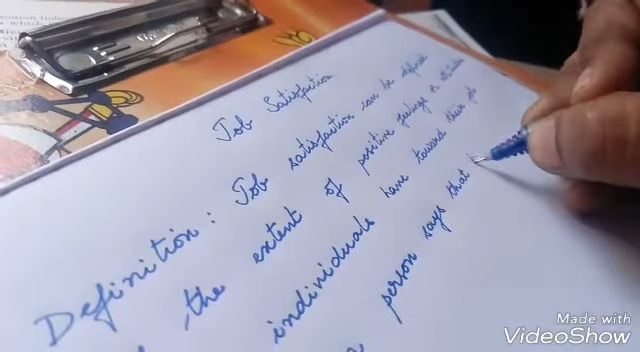 Job Satisfaction
Definition: Job satisfaction can be defined
the extent of positive feelings or attitudes
individuals have toward their job
person says that
Made with
VideoShow